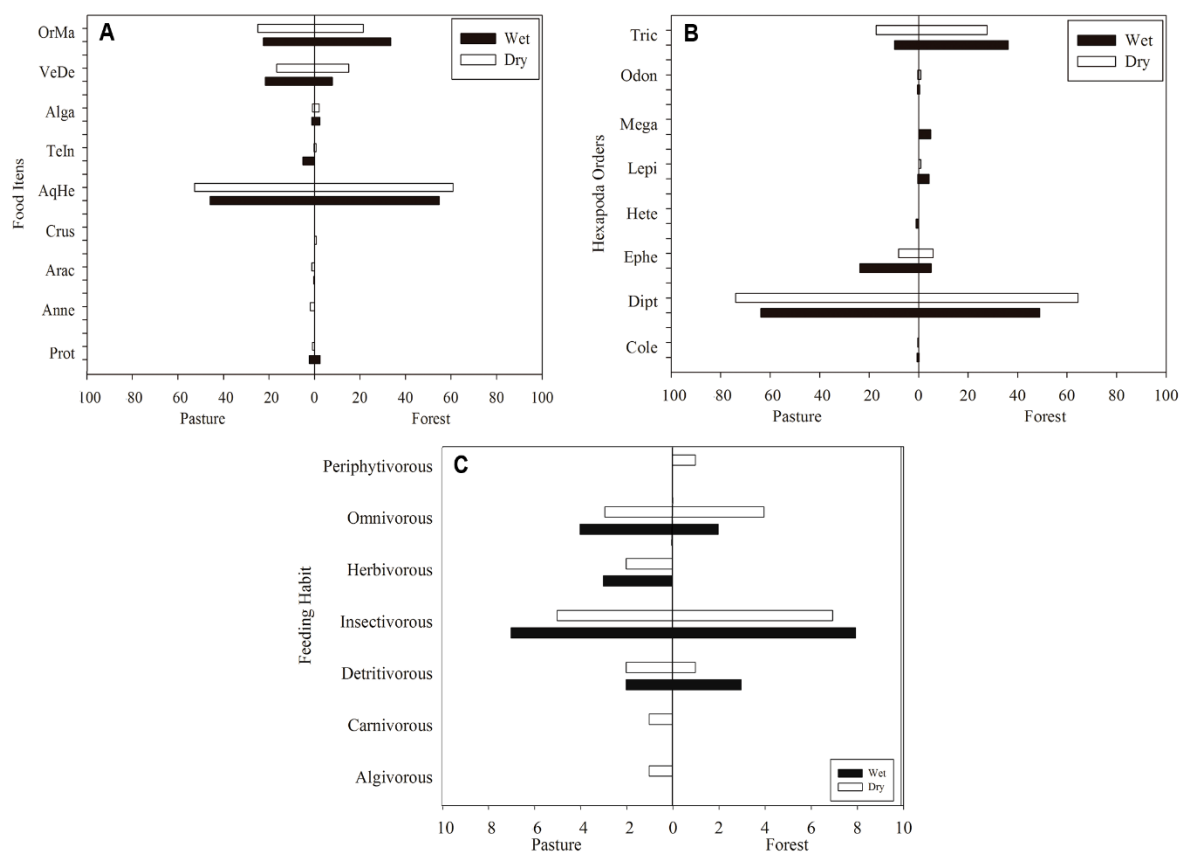 A
Wet
Dry
OrMa
VeDe
Alga
TeIn
AqHe
Crus
Arac
Anne
Prot
Food Itens
100 80 60 40 20 0 20 40 60 80 100
Pasture Forest
B
Wet
Dry
Tric
Odon
Mega
Lepi
Hete
Ephe
Dipt
Cole
Hexapoda Orders
100 80 60 40 20 0 20 40 60 80 100
Pasture Forest
C
Periphytivorous
Omnivorous
Herbivorous
Insectivorous
Detritivorous
Carnivorous
Algivorous
Feeding Habit
Wet
Dry
10 8 6 4 2 0 2 4 6 8 10
Pasture Forest